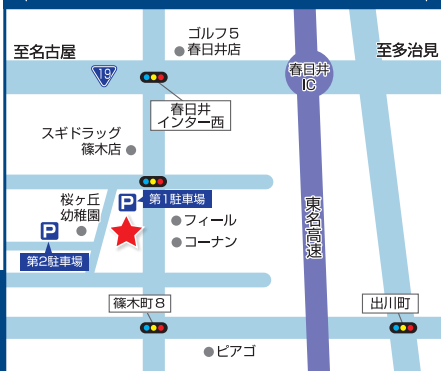 ゴルフ5
春日井店
至名古屋
至多治見
19
春日井
IC
春日井
インター西
スギドラッグ
篠木店
桜ヶ丘
幼稚園
P
第1駐車場
P
第2駐車場
フィール
コーナン
東名高速
篠木町8
出川町
ピアゴ